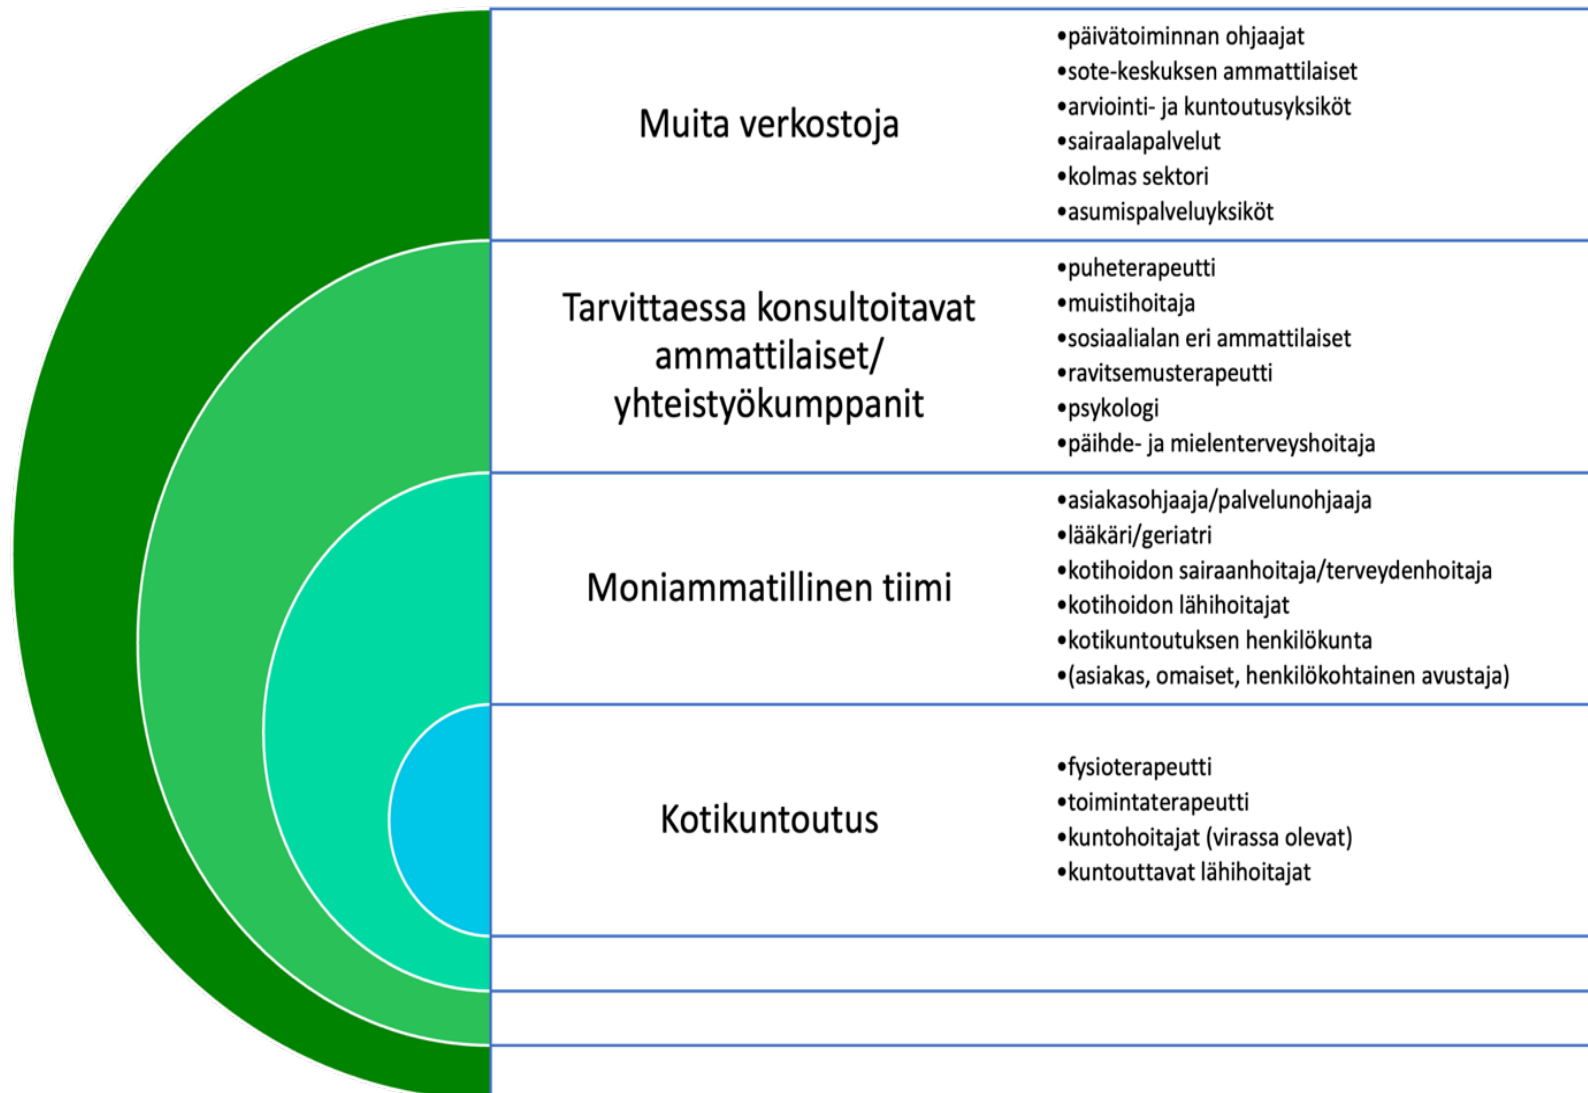 Muita verkostoja
•päivätoiminnan ohjaajat
•sote-keskuksen ammattilaiset
•arviointi- ja kuntoutusyksiköt
•sairaalapalvelut
•kolmas sektori
•asumispalveluyksiköt
Tarvittaessa konsultoitavat
ammattilaiset/
yhteistyökumppanit
•puheterapeutti
•muistihoitaja
•sosiaalialan eri ammattilaiset
•ravitsemusterapeutti
•psykologi
•päihde- ja mielenterveyshoitaja
Moniammatillinen tiimi
•asiakasohjaaja/palvelunohjaaja
•lääkäri/geriatri
•kotihoidon sairaanhoitaja/terveydenhoitaja
•kotihoidon lähihoitajat
•kotikuntoutuksen henkilökunta
•(asiakas, omaiset, henkilökohtainen avustaja)
Kotikuntoutus
•fysioterapeutti
•toimintaterapeutti
•kuntohoitajat (virassa olevat)
•kuntouttavat lähihoitajat